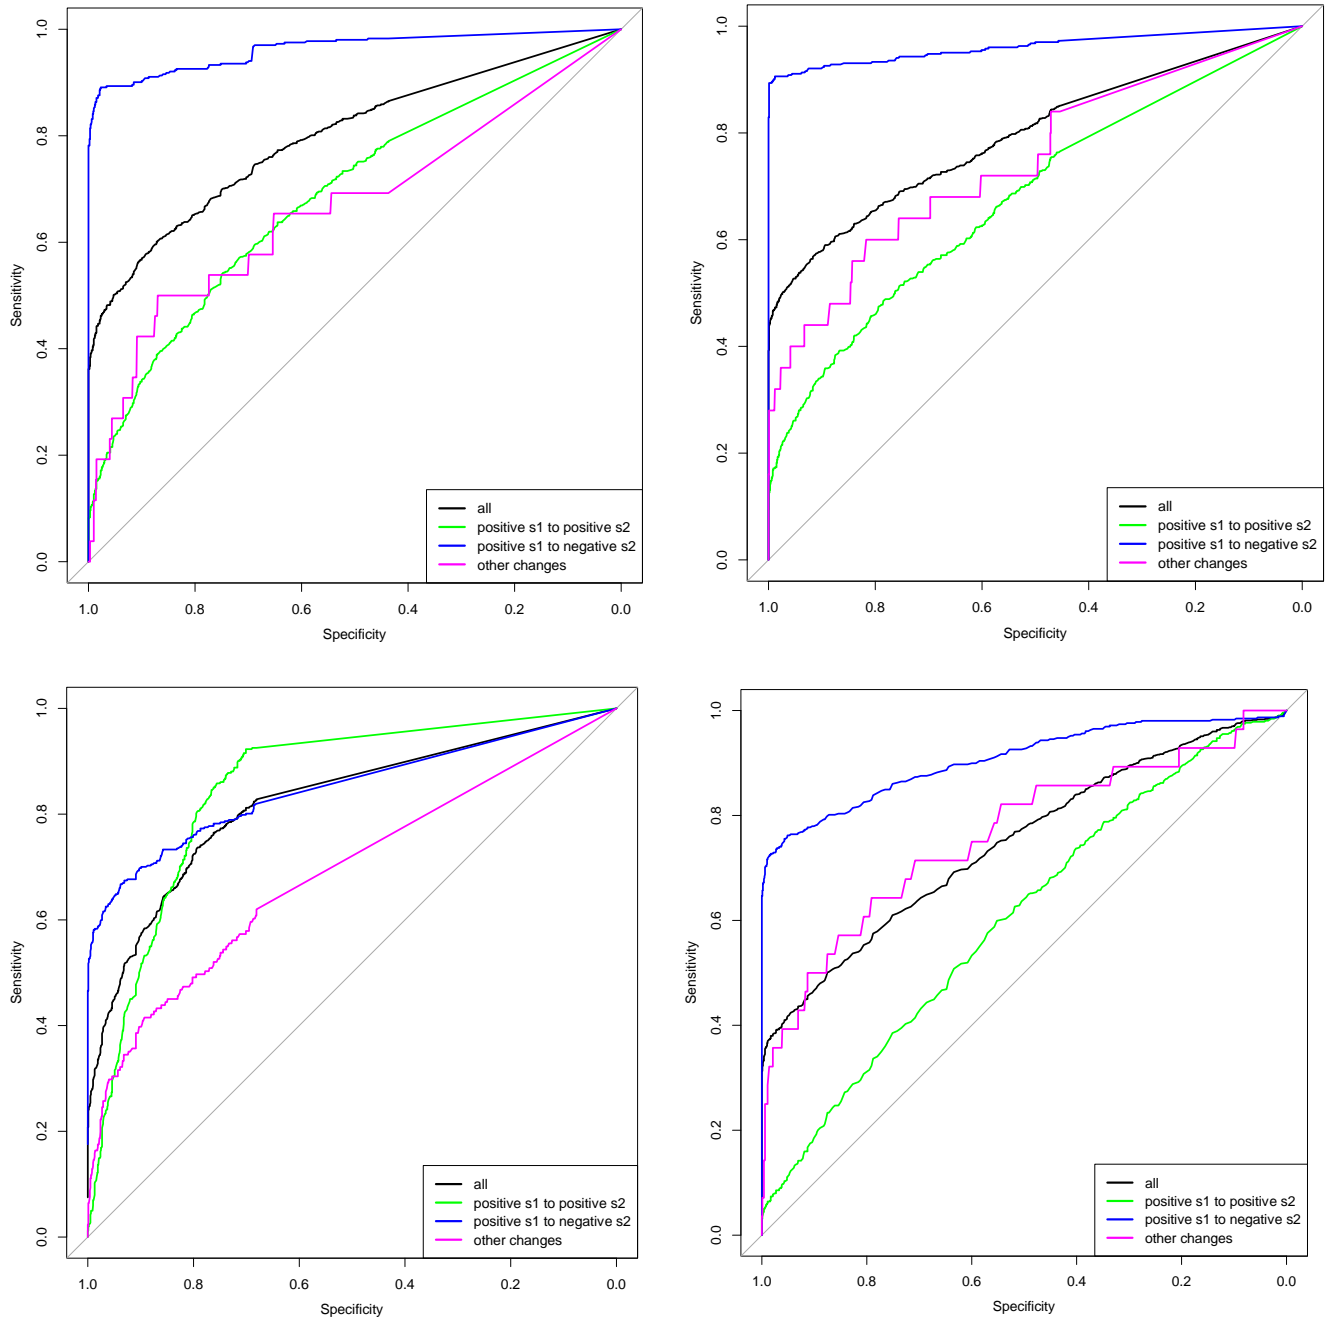 1.0
0.8
0.6
0.4
0.2
0.0
Sensitivity
all
positive s1 to positive s2
positive s1 to negative s2
other changes
1.0 0.8 0.6 0.4 0.2 0.0
Specificity
1.0
0.8
0.6
0.4
0.2
0.0
Sensitivity
all
positive s1 to positive s2
positive s1 to negative s2
other changes
1.0 0.8 0.6 0.4 0.2 0.0
Specificity
1.0
0.8
0.6
0.4
0.2
0.0
Sensitivity
all
positive s1 to positive s2
positive s1 to negative s2
other changes
1.0 0.8 0.6 0.4 0.2 0.0
Specificity
1.0
0.8
0.6
0.4
0.2
0.0
Sensitivity
all
positive s1 to positive s2
positive s1 to negative s2
other changes
1.0 0.8 0.6 0.4 0.2 0.0
Specificity